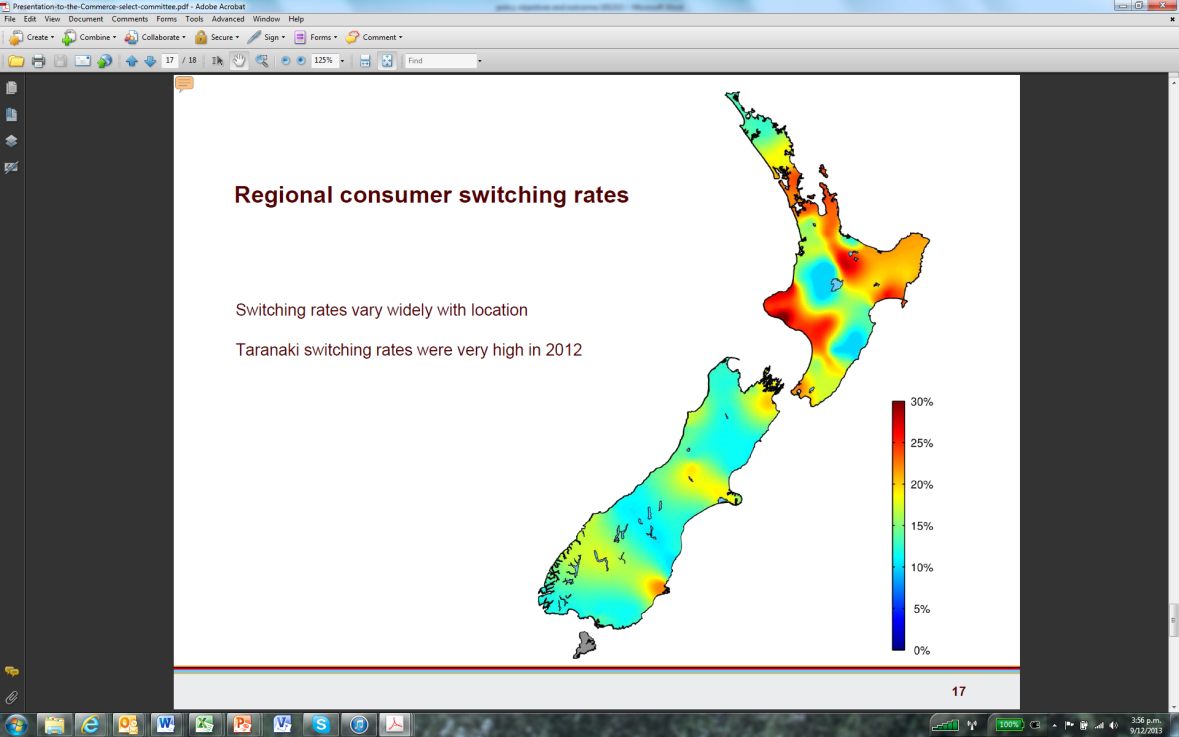 Presentation-to-the-Commerce-select-committee.pdf - Adobe Acrobat
File Edit View Document Comments Forms Tools Advanced Window Help
Create Combine Collaborate Secure Sign Forms Comment
17 / 18 125% Find
Regional consumer switching rates
Switching rates vary widely with location
Taranaki switching rates were very high in 2012
30%
25%
20%
15%
10%
5%
0%
17
100%
3:56 p.m.
9/12/2013